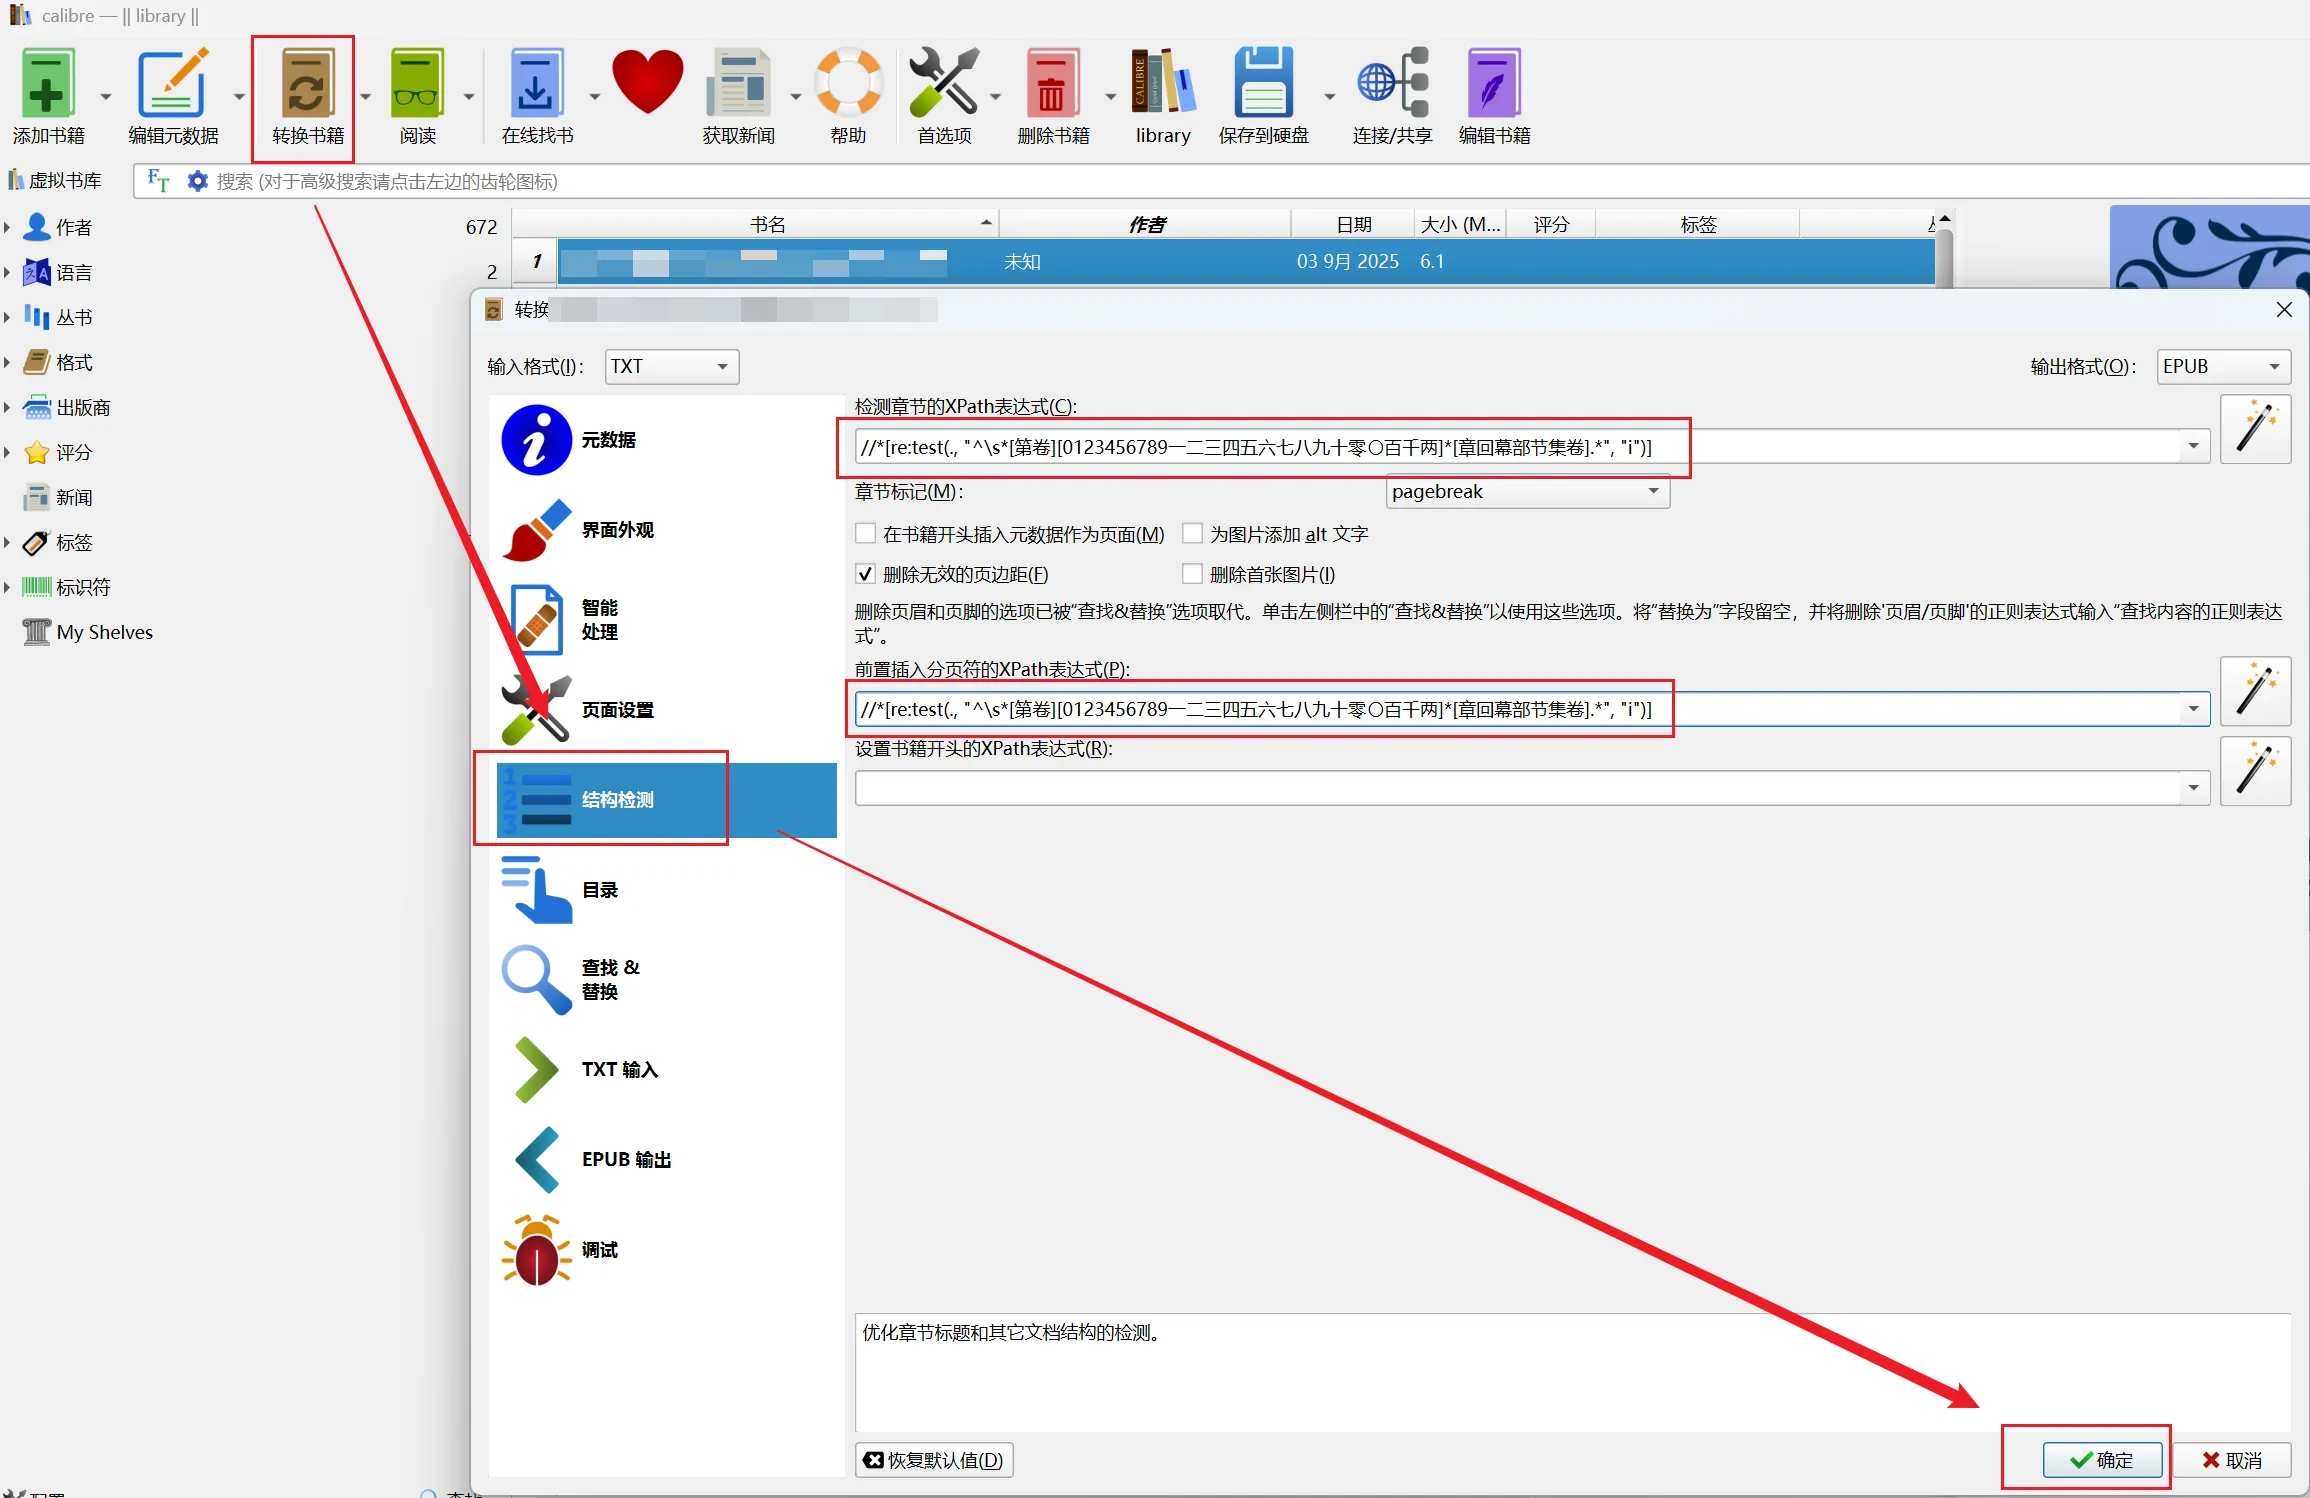 calibre — || library ||
添加书籍
编辑元数据
转换书籍
阅读
在线找书
获取新闻
帮助
首选项
删除书籍
library
保存到硬盘
连接/共享
编辑书籍
虚拟书库
搜索 (对于高级搜索请点击左边的齿轮图标)
作者 672
语言 2
丛书
格式
出版商
评分
新闻
标签
标识符
My Shelves
书名 作者 日期 大小 (M... 评分 标签
1 未知 03 9月 2025 6.1
转换
输入格式(I): TXT
输出格式(O): EPUB
元数据
界面外观
智能
处理
页面设置
结构检测
目录
查找 &
替换
TXT 输入
EPUB 输出
调试
检测章节的XPath表达式(C):
//*[re:test(., "^\s*[第卷][0123456789一二三四五六七八九十零〇百千两]*[章回幕部节集卷].*", "i")]
章节标记(M): pagebreak
在书籍开头插入元数据作为页面(M) 为图片添加 alt 文字
删除无效的页边距(F) 删除首张图片(I)
删除页眉和页脚的选项已被“查找&替换”选项取代。单击左侧栏中的“查找&替换”以使用这些选项。将“替换为”字段留空，并将删除'页眉/页脚'的正则表达式输入“查找内容的正则表达
式”。
前置插入分页符的XPath表达式(P):
//*[re:test(., "^\s*[第卷][0123456789一二三四五六七八九十零〇百千两]*[章回幕部节集卷].*", "i")]
设置书籍开头的XPath表达式(R):
优化章节标题和其它文档结构的检测。
恢复默认值(D)
确定
取消